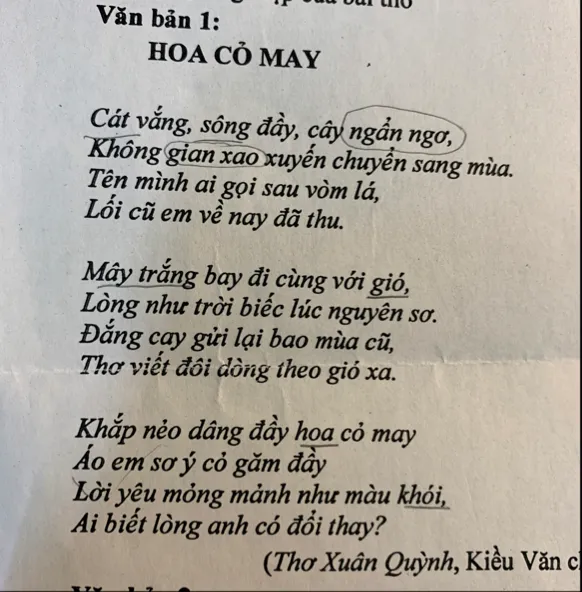 Văn bản 1:
HOA CỎ MAY
Cát vắng, sông đầy, cây ngẩn ngơ,
Không gian xao xuyến chuyển sang mùa.
Tên mình ai gọi sau vòm lá,
Lối cũ em về nay đã thu.
Mây trắng bay đi cùng với gió,
Lòng như trời biếc lúc nguyên sơ.
Đắng cay gửi lại bao mùa cũ,
Thơ viết đôi dòng theo gió xa.
Khắp nẻo dâng đầy hoa cỏ may
Áo em sơ ý cỏ găm đầy
Lời yêu mỏng mảnh như màu khói,
Ai biết lòng anh có đổi thay?
(Thơ Xuân Quỳnh, Kiều Văn